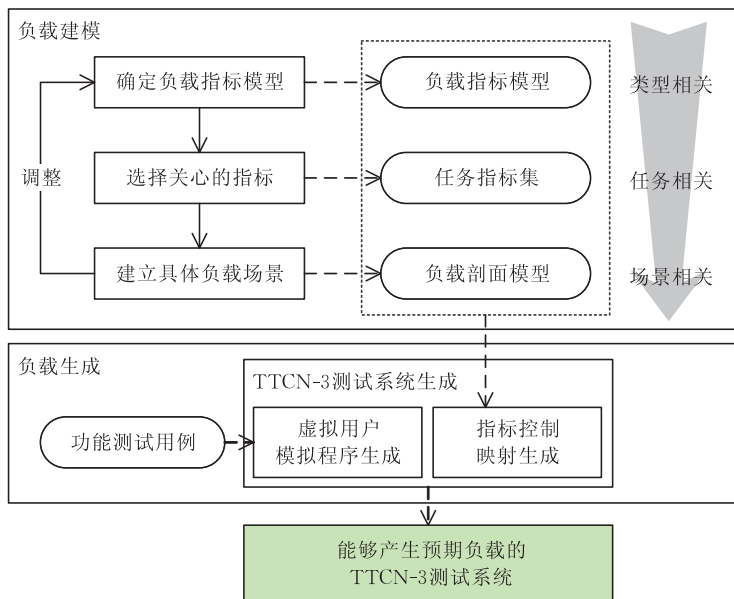 负载建模
确定负载指标模型
负载指标模型
类型相关
调整
选择关心的指标
任务指标集
任务相关
建立具体负载场景
负载剖面模型
场景相关
负载生成
TTCN-3测试系统生成
功能测试用例
虚拟用户
模拟程序生成
指标控制
映射生成
能够产生预期负载的
TTCN-3测试系统